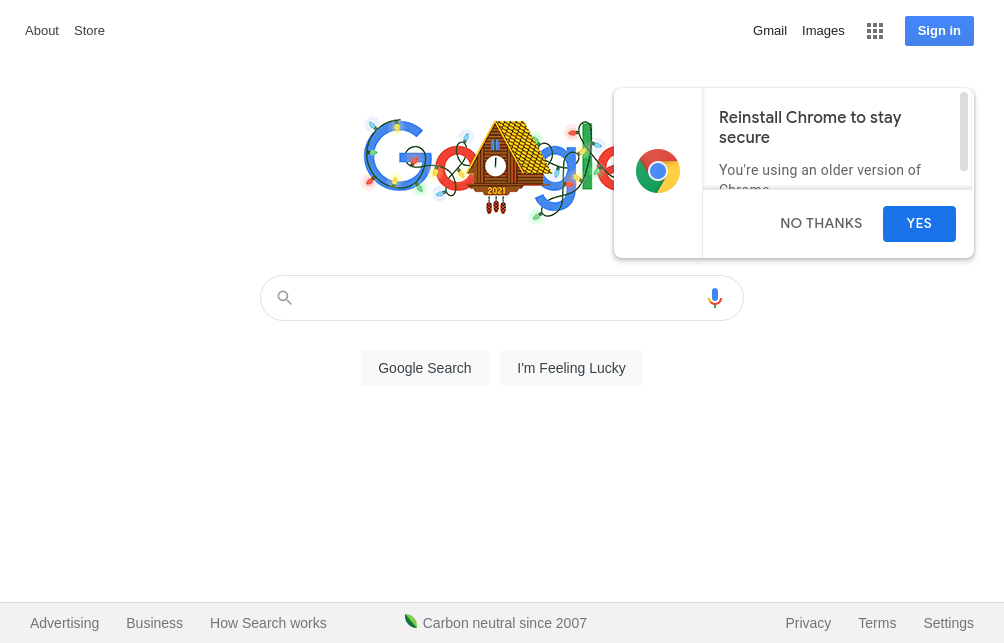 About Store
Gmail Images Sign in
Google
2021
Reinstall Chrome to stay
secure
You're using an older version of
Chrome
NO THANKS YES
Google Search I'm Feeling Lucky
Advertising Business How Search works Carbon neutral since 2007 Privacy Terms Settings